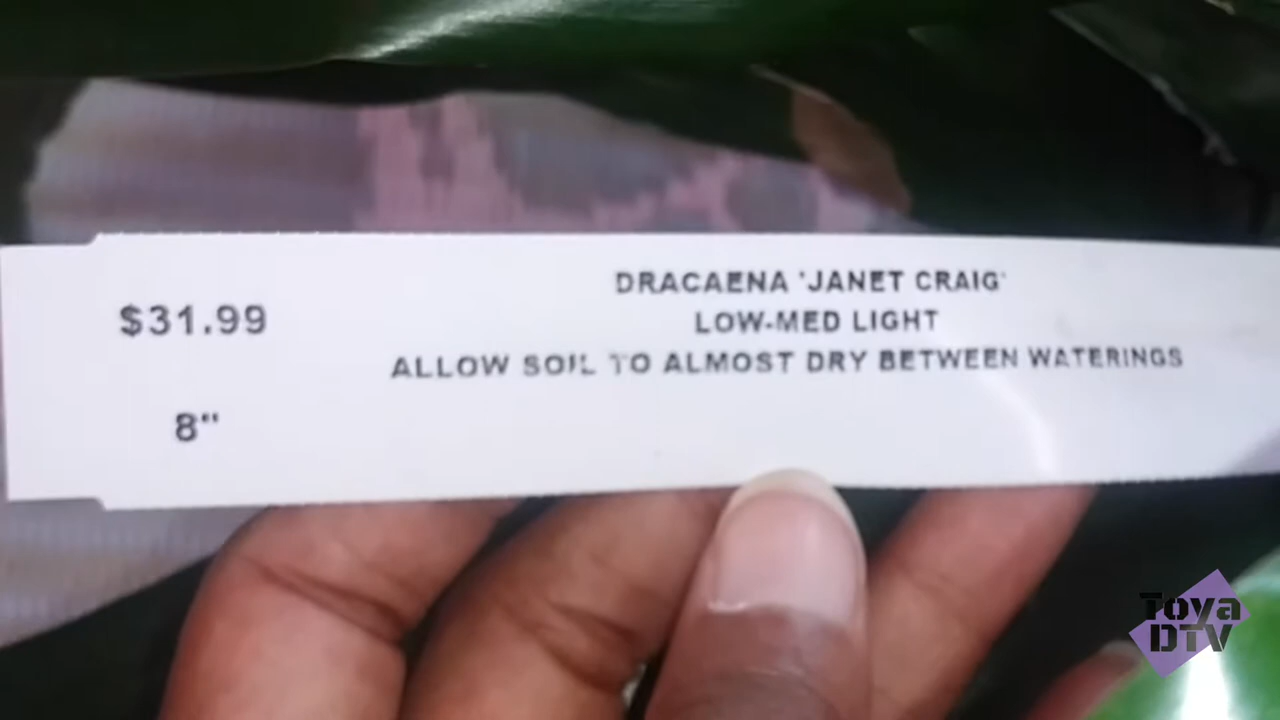 $31.99
8"
DRACAENA 'JANET CRAIG'
LOW-MED LIGHT
ALLOW SOIL TO ALMOST DRY BETWEEN WATERINGS
Toya
DTV